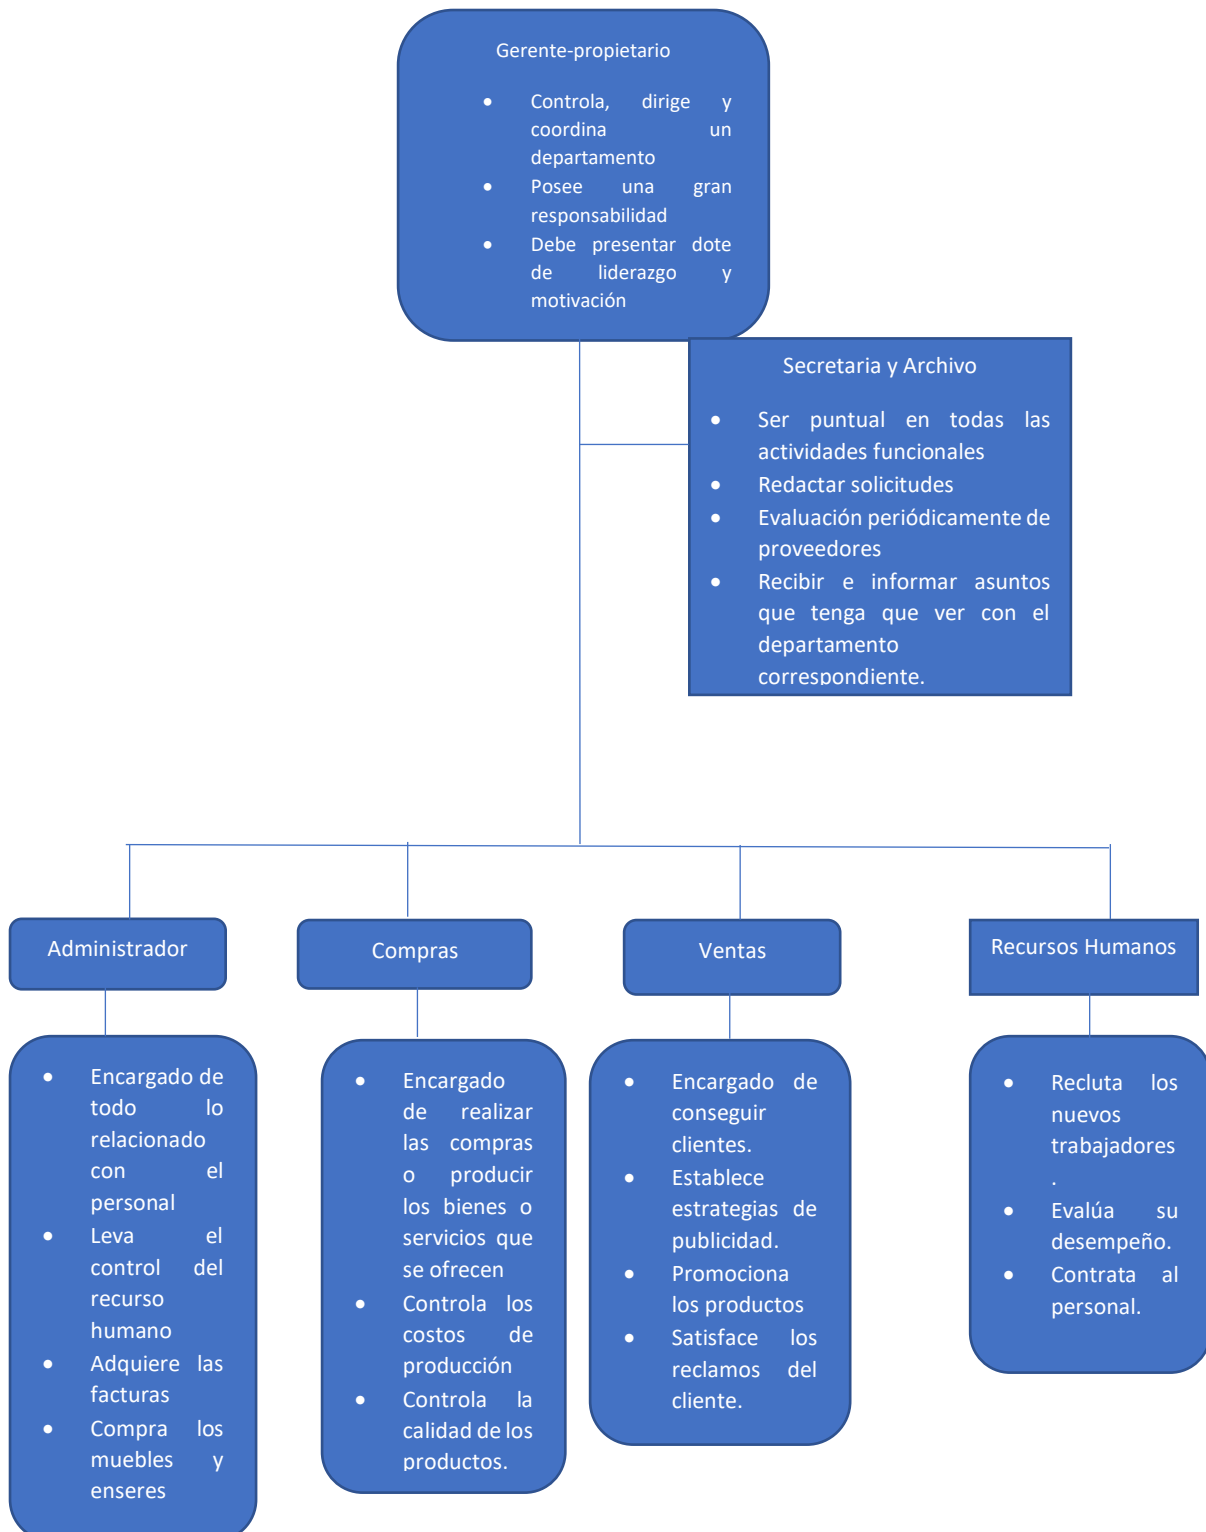 Gerente-propietario
• Controla, dirige y
coordina un
departamento
• Posee una gran
responsabilidad
• Debe presentar dote
de liderazgo y
motivación
Secretaria y Archivo
• Ser puntual en todas las
actividades funcionales
• Redactar solicitudes
• Evaluación periódicamente de
proveedores
• Recibir e informar asuntos
que tenga que ver con el
departamento
correspondiente.
Administrador
Compras
Ventas
Recursos Humanos
• Encargado de
todo lo
relacionado
con el
personal
• Leva el
control del
recurso
humano
• Adquiere las
facturas
• Compra los
muebles y
enseres
• Encargado
de realizar
las compras
o producir
los bienes o
servicios que
se ofrecen
• Controla los
costos de
producción
• Controla la
calidad de los
productos.
• Encargado de
conseguir
clientes.
• Establece
estrategias de
publicidad.
• Promociona
los productos
• Satisface los
reclamos del
cliente.
• Recluta los
nuevos
trabajadores
.
• Evalúa su
desempeño.
• Contrata al
personal.